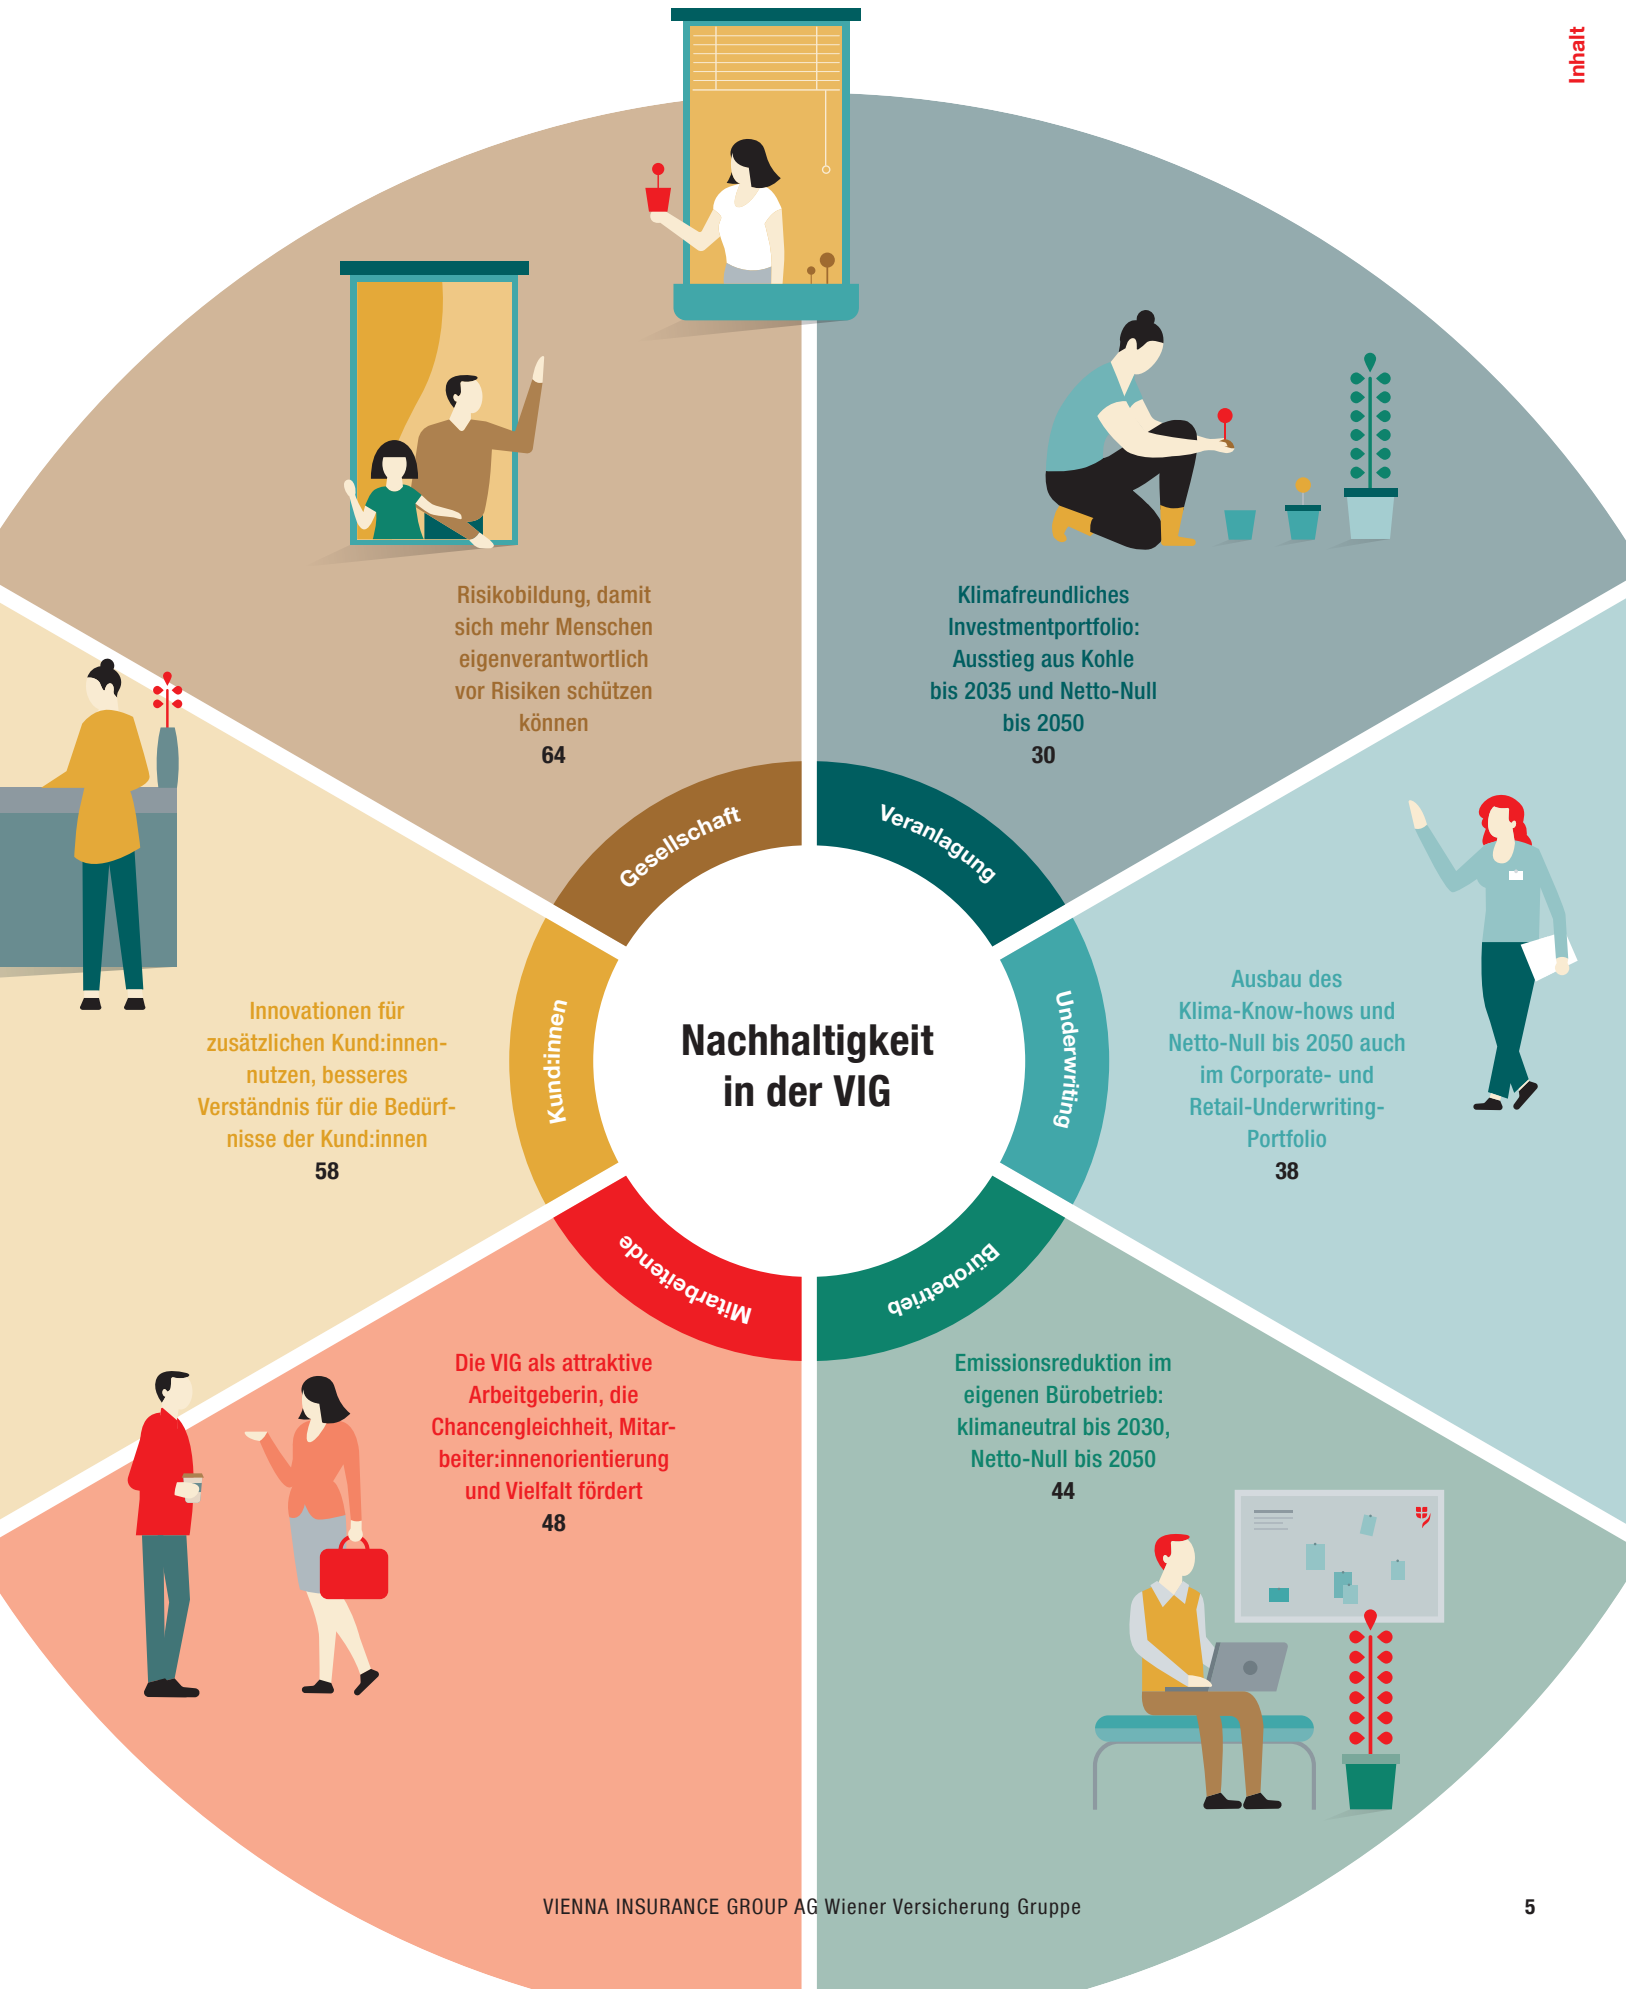 Inhalt
Risikobildung, damit
sich mehr Menschen
eigenverantwortlich
vor Risiken schützen
können
64
Klimafreundliches
Investmentportfolio:
Ausstieg aus Kohle
bis 2035 und Netto-Null
bis 2050
30
Gesellschaft
Veranlagung
Innovationen für
zusätzlichen Kund:innen-
nutzen, besseres
Verständnis für die Bedürf-
nisse der Kund:innen
58
Kund:innen
Nachhaltigkeit
in der VIG
Underwriting
Ausbau des
Klima-Know-hows und
Netto-Null bis 2050 auch
im Corporate- und
Retail-Underwriting-
Portfolio
38
Mitarbeitende
Bürobetrieb
Die VIG als attraktive
Arbeitgeberin, die
Chancengleichheit, Mitar-
beiter:innenorientierung
und Vielfalt fördert
48
Emissionsreduktion im
eigenen Bürobetrieb:
klimaneutral bis 2030,
Netto-Null bis 2050
44
VIENNA INSURANCE GROUP AG Wiener Versicherung Gruppe
5